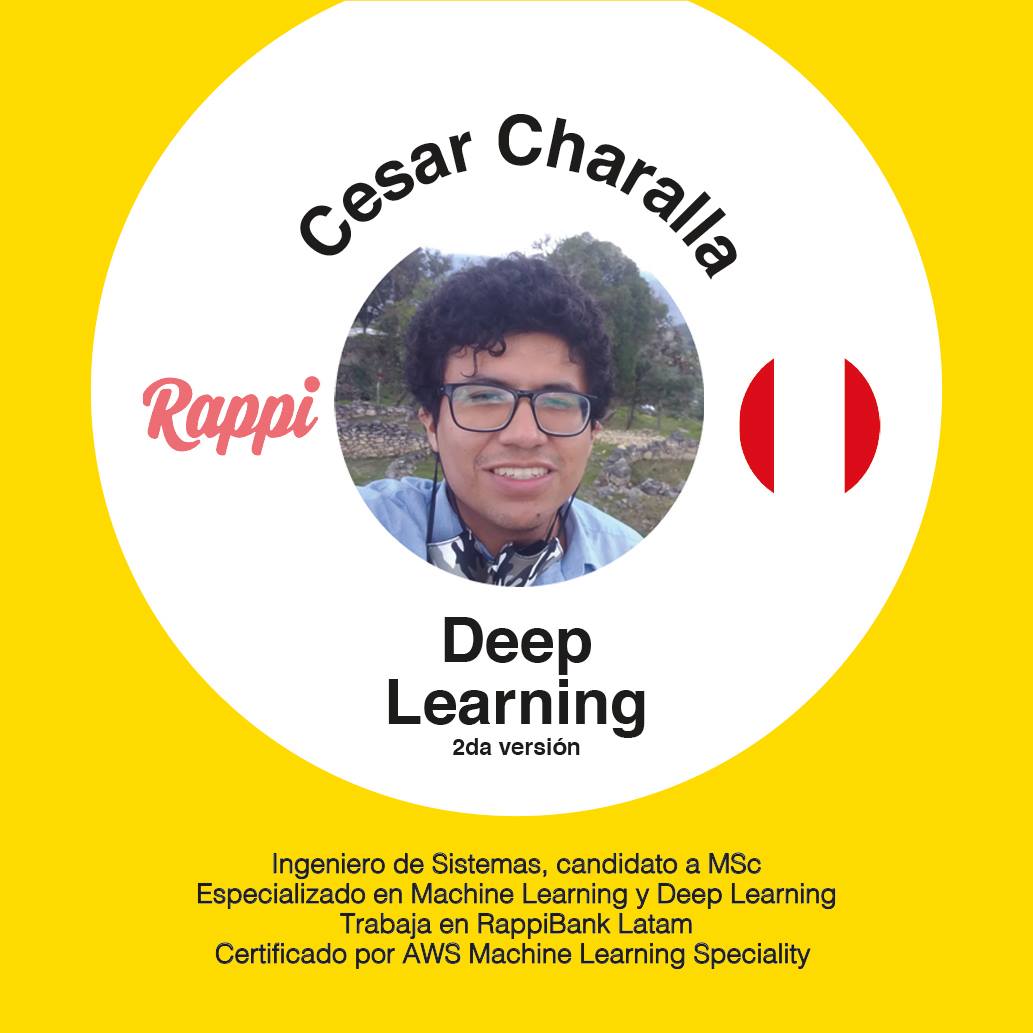 Cesar Charalla
Rappi
Deep
Learning
2da versión
Ingeniero de Sistemas, candidato a MSc
Especializado en Machine Learning y Deep Learning
Trabaja en RappiBank Latam
Certificado por AWS Machine Learning Speciality